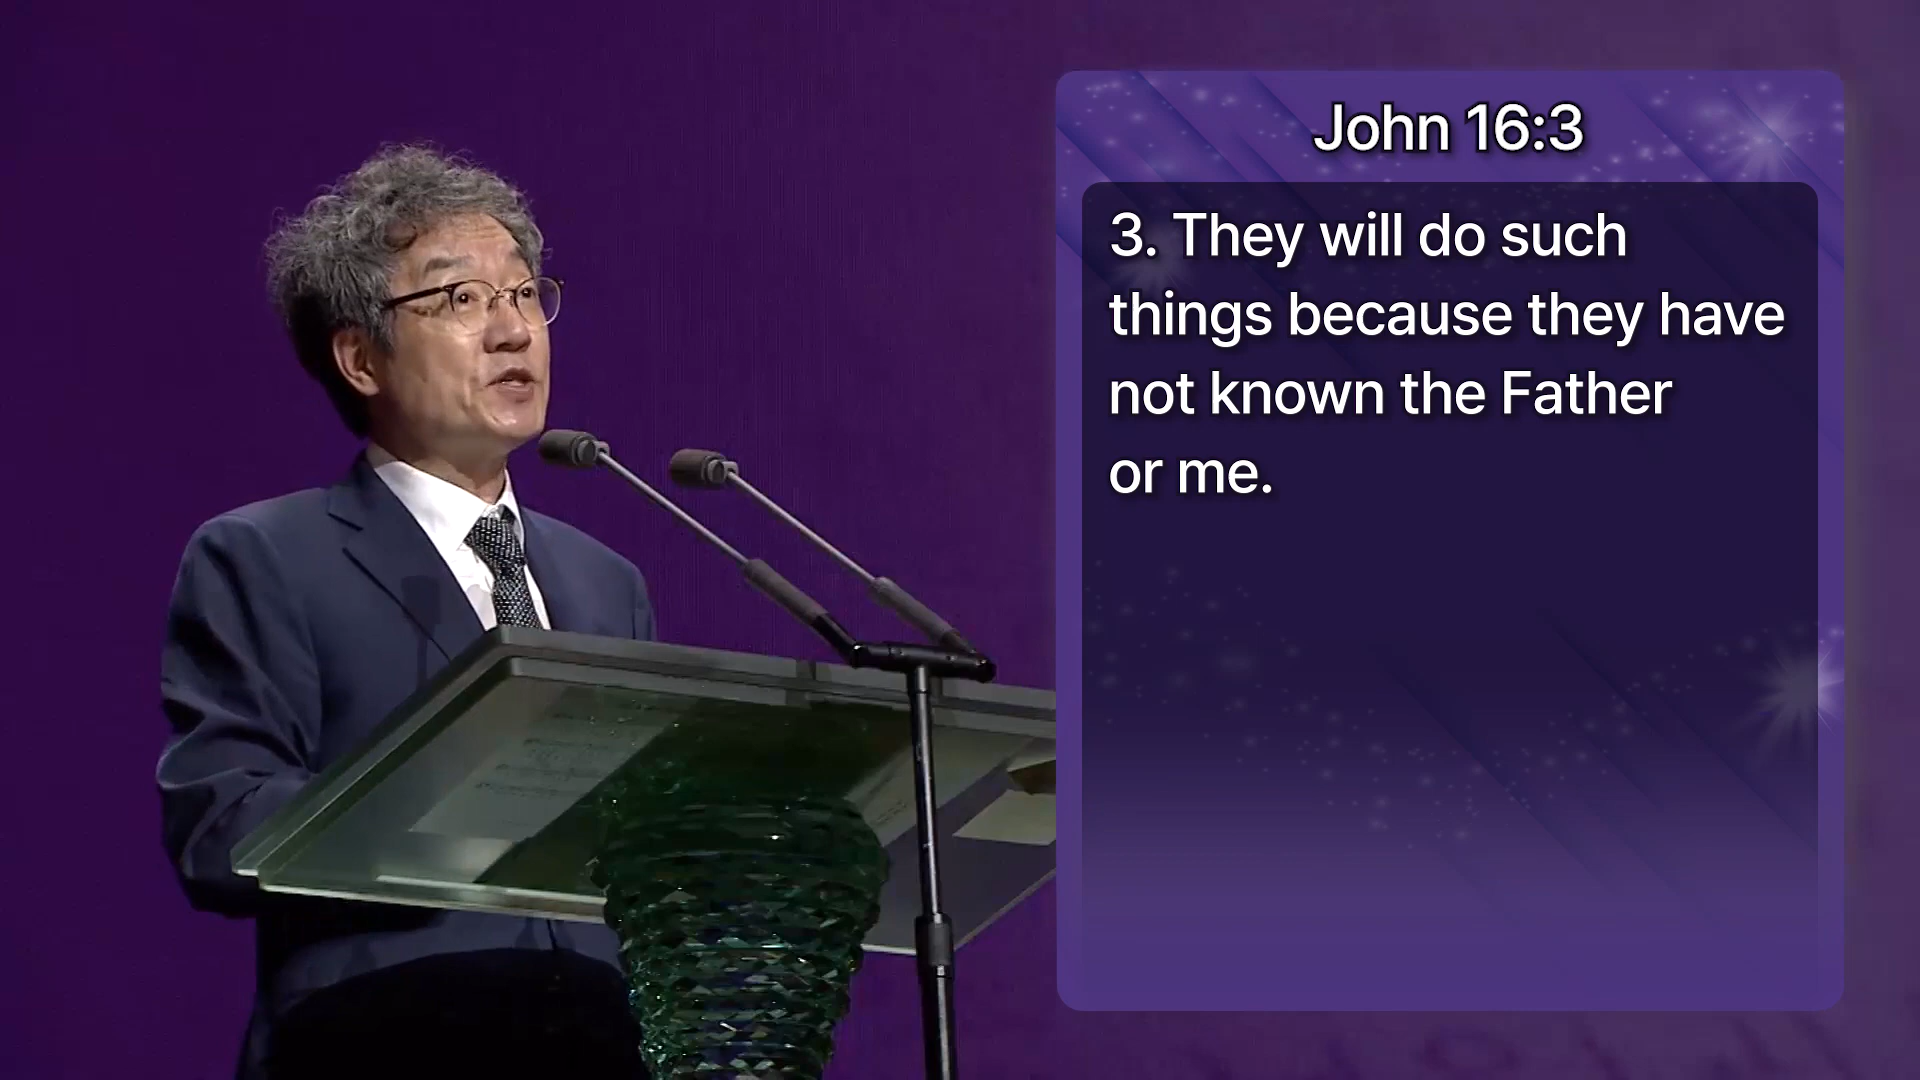 John 16:3
3. They will do such
things because they have
not known the Father
or me.